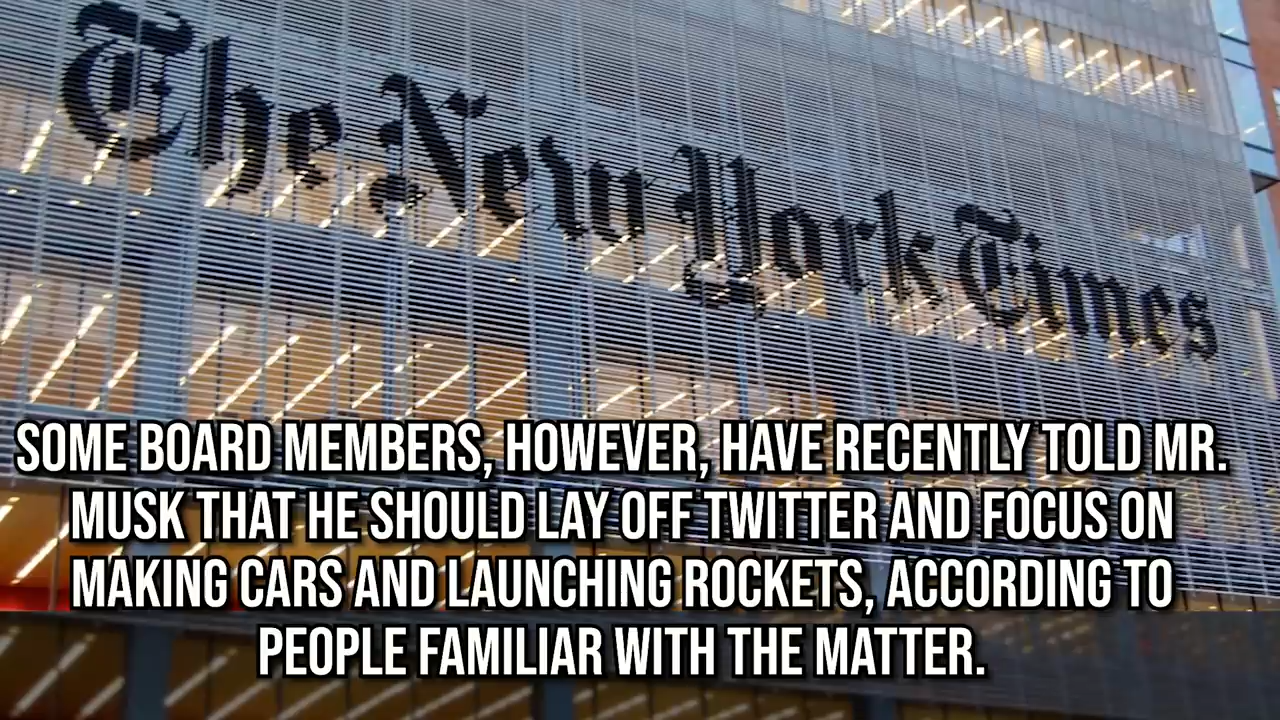 The New York Times
SOME BOARD MEMBERS, HOWEVER, HAVE RECENTLY TOLD MR.
MUSK THAT HE SHOULD LAY OFF TWITTER AND FOCUS ON
MAKING CARS AND LAUNCHING ROCKETS, ACCORDING TO
PEOPLE FAMILIAR WITH THE MATTER.